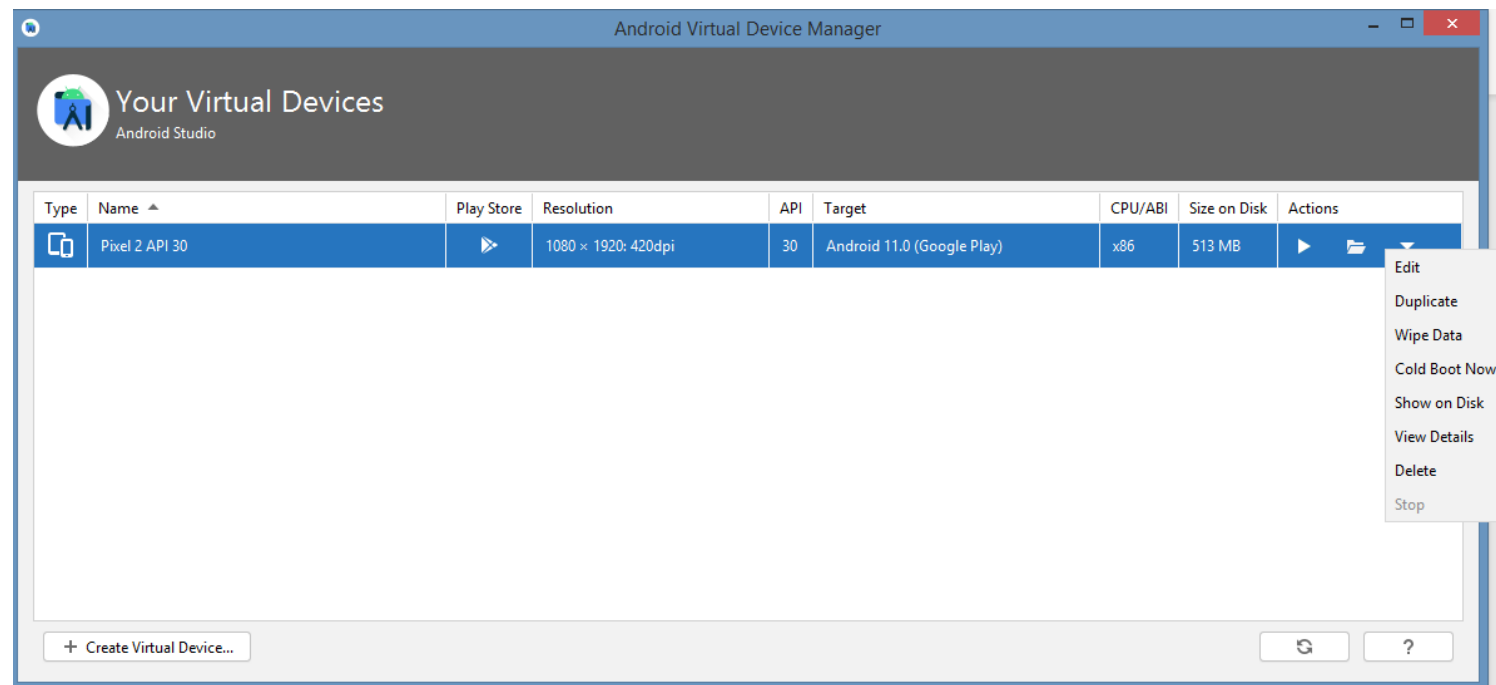 Android Virtual Device Manager
Your Virtual Devices
Android Studio
Type Name Play Store Resolution API Target CPU/ABI Size on Disk Actions
Pixel 2 API 30 1080 × 1920: 420dpi 30 Android 11.0 (Google Play) x86 513 MB
Edit
Duplicate
Wipe Data
Cold Boot Now
Show on Disk
View Details
Delete
Stop
+ Create Virtual Device... ?